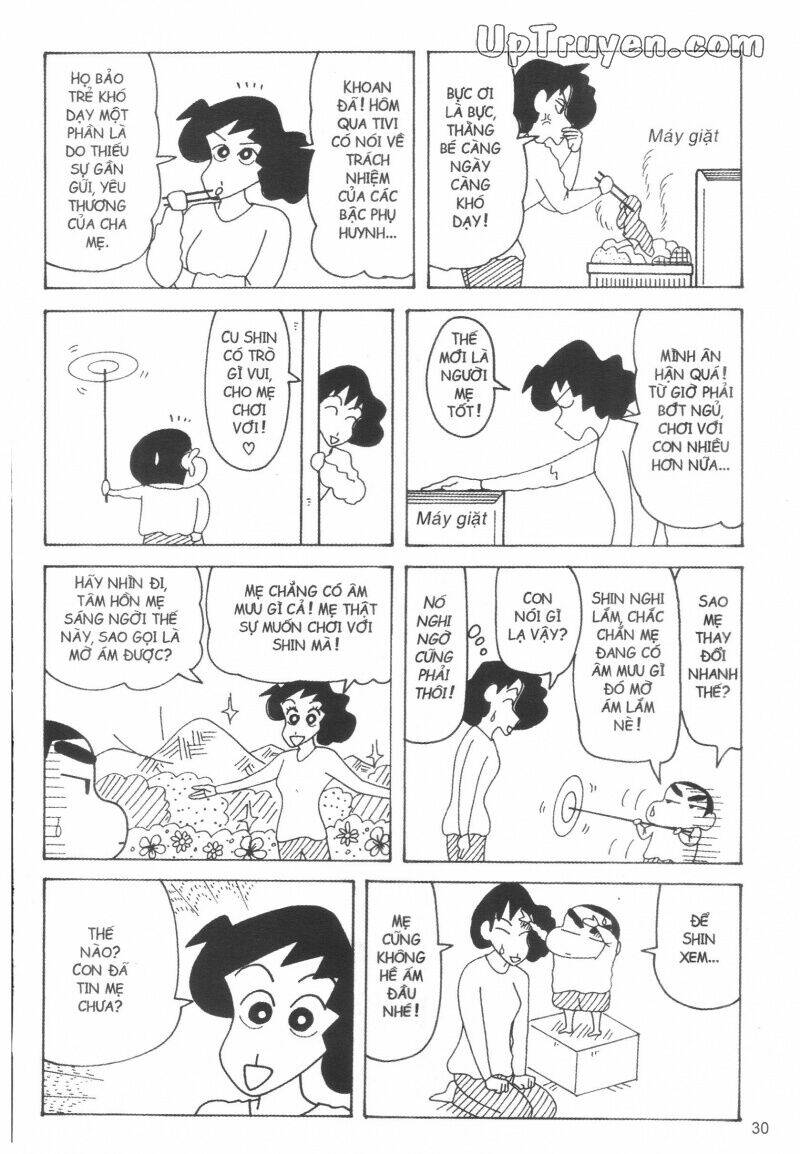 UpTruyen.com
BỰC ƠI
LÀ BỰC,
THẰNG
BÉ CÀNG
NGÀY
CÀNG
KHÓ
DẠY!
Máy giặt
KHOAN
ĐÃ! HÔM
QUA TIVI
CÓ NÓI VỀ
TRÁCH
NHIỆM
CỦA CÁC
BẬC PHỤ
HUYNH...
HỌ BẢO
TRẺ KHÓ
DẠY MỘT
PHẦN LÀ
DO THIẾU
SỰ GẦN
GŨI, YÊU
THƯƠNG
CỦA CHA
MẸ.
MÌNH ÂN
HẬN QUÁ!
TỪ GIỜ PHẢI
BỚT NGỦ,
CHƠI VỚI
CON NHIỀU
HƠN NỮA...
THẾ
MỚI LÀ
NGƯỜI
MẸ
TỐT!
Máy giặt
CU SHIN
CÓ TRÒ
GÌ VUI,
CHO MẸ
CHƠI
VỚI!
♡
SAO
MẸ
THAY
ĐỔI
NHANH
THẾ?
SHIN NGHI
LẮM, CHẮC
CHẮN MẸ
ĐANG CÓ
ÂM MƯU GÌ
ĐÓ MỜ
ÁM LẮM
NÈ!
CON
NÓI GÌ
LẠ VẬY?
NÓ
NGHI
NGỜ
CŨNG
PHẢI
THÔI!
MẸ CHẲNG CÓ ÂM
MƯU GÌ CẢ! MẸ THẬT
SỰ MUỐN CHƠI VỚI
SHIN MÀ!
HÃY NHÌN ĐI,
TÂM HỒN MẸ
SÁNG NGỜI THẾ
NÀY, SAO GỌI LÀ
MỜ ÁM ĐƯỢC?
ĐỂ
SHIN
XEM...
MẸ
CŨNG
KHÔNG
HỀ ẤM
ĐẦU
NHÉ!
THẾ
NÀO?
CON ĐÃ
TIN MẸ
CHƯA?
30